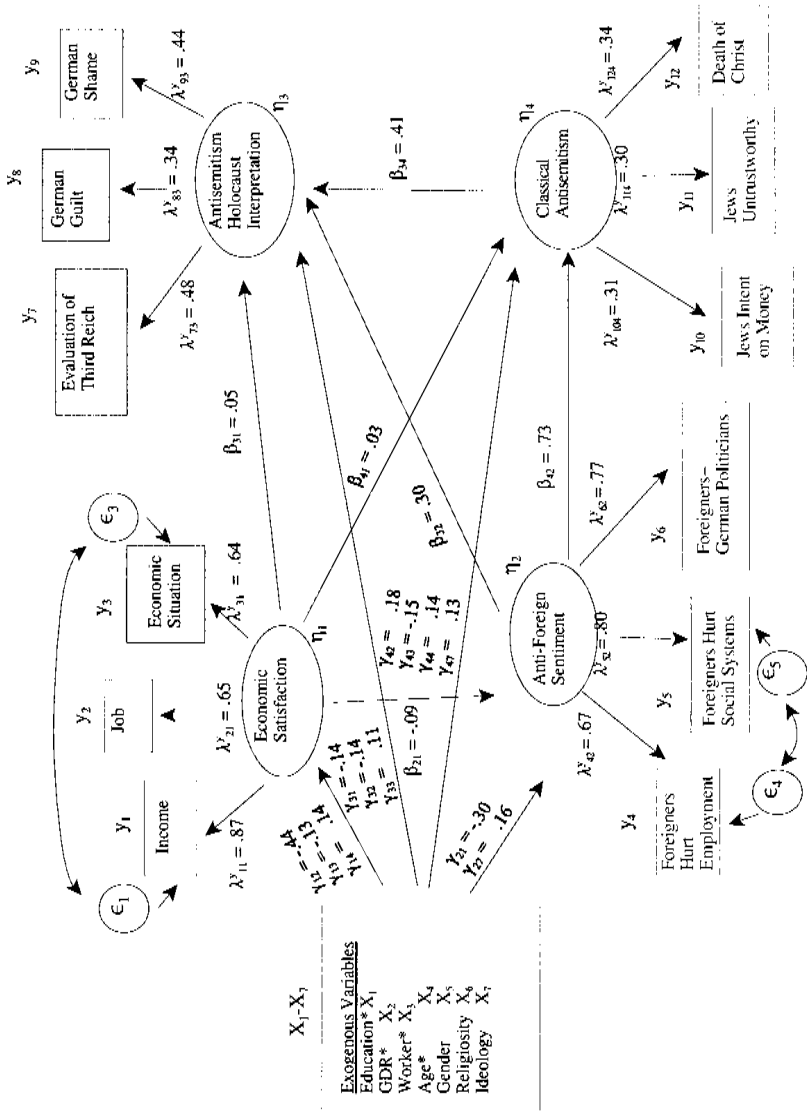 X₁-X₇
Exogenous Variables
Education* X₁
GDR* X₂
Worker* X₃
Age* X₄
Gender X₅
Religiosity X₆
Ideology X₇
ϵ₁
y₁
Income
y₂
Job
y₃
Economic
Situation
ϵ₃
λʸ₁₁ = .87
λʸ₂₁ = .65
λʸ₃₁ = .64
Economic
Satisfaction
η₁
γ₁₂ = -.44
γ₁₃ = -.13
γ₁₄ = .14
γ₃₁ = -.14
γ₃₂ = -.14
γ₃₃ = .11
β₂₁ = -.09
γ₄₂ = .18
γ₄₃ = -.15
γ₄₄ = .14
γ₄₇ = .13
γ₂₁ = -.30
γ₂₇ = .16
β₃₁ = .05
β₄₁ = .03
β₃₂ = .30
y₇
Evaluation of
Third Reich
y₈
German
Guilt
y₉
German
Shame
λʸ₇₃ = .48
λʸ₈₃ = .34
λʸ₉₃ = .44
Antisemitism
Holocaust
Interpretation
η₃
β₃₄ = .41
Anti-Foreign
Sentiment
η₂
β₄₂ = .73
Classical
Antisemitism
η₄
λʸ₄₂ = .67
λʸ₅₂ = .80
λʸ₆₂ = .77
y₄
Foreigners
Hurt
Employment
y₅
Foreigners Hurt
Social Systems
y₆
Foreigners–
German Politicians
ϵ₄
ϵ₅
λʸ₁₀₄ = .31
λʸ₁₁₄ = .30
λʸ₁₂₄ = .34
y₁₀
Jews Intent
on Money
y₁₁
Jews
Untrustworthy
y₁₂
Death of
Christ